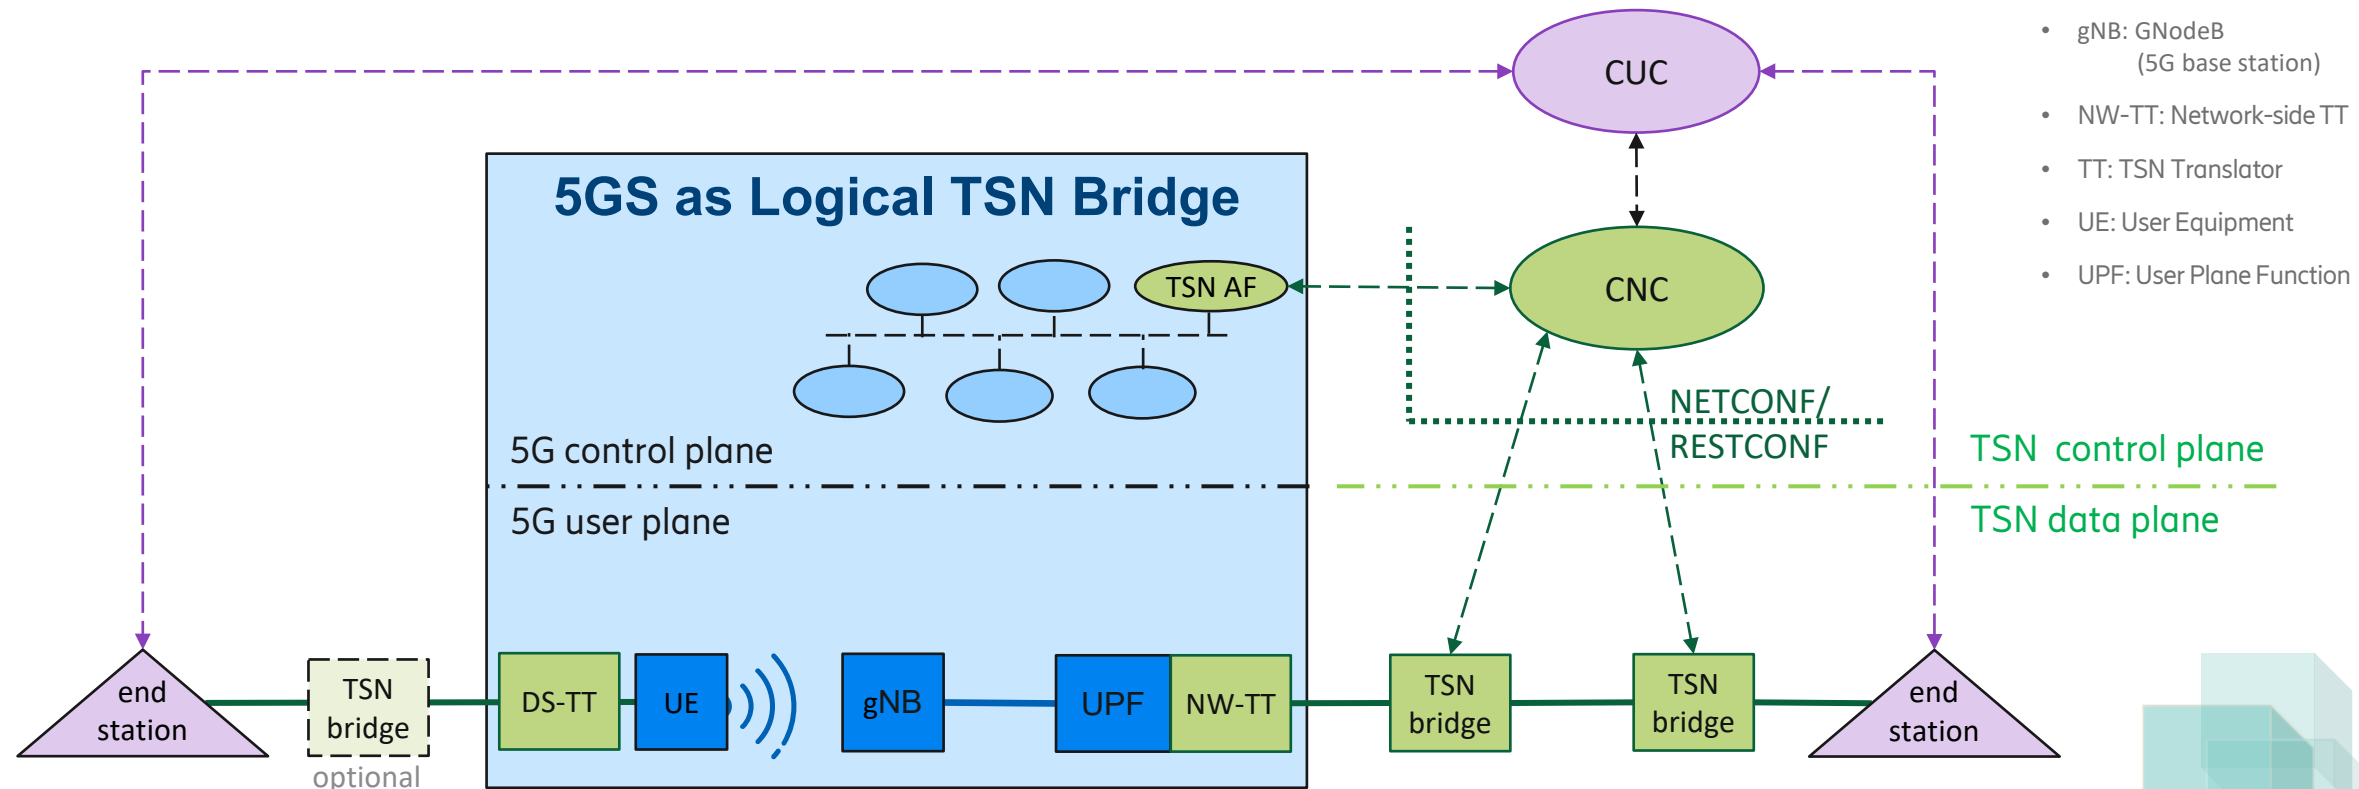 CUC
• gNB: GNodeB
(5G base station)
• NW-TT: Network-side TT
• TT: TSN Translator
• UE: User Equipment
• UPF: User Plane Function
5GS as Logical TSN Bridge
TSN AF
CNC
NETCONF/
RESTCONF
5G control plane
TSN control plane
5G user plane
TSN data plane
end
station
TSN
bridge
optional
DS-TT
UE
gNB
UPF
NW-TT
TSN
bridge
TSN
bridge
end
station